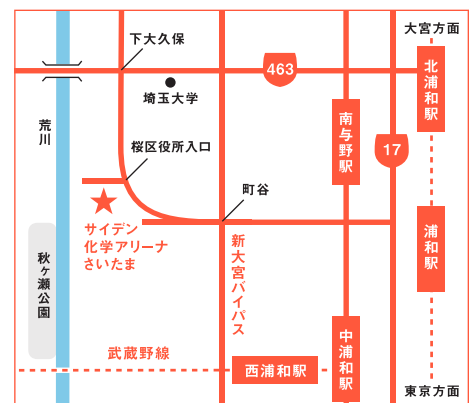 大宮方面
下大久保
463
北浦和駅
埼玉大学
南与野駅
荒川
桜区役所入口
17
町谷
サイデン
化学アリーナ
さいたま
浦和駅
新大宮バイパス
秋ヶ瀬公園
武蔵野線
西浦和駅
中浦和駅
東京方面